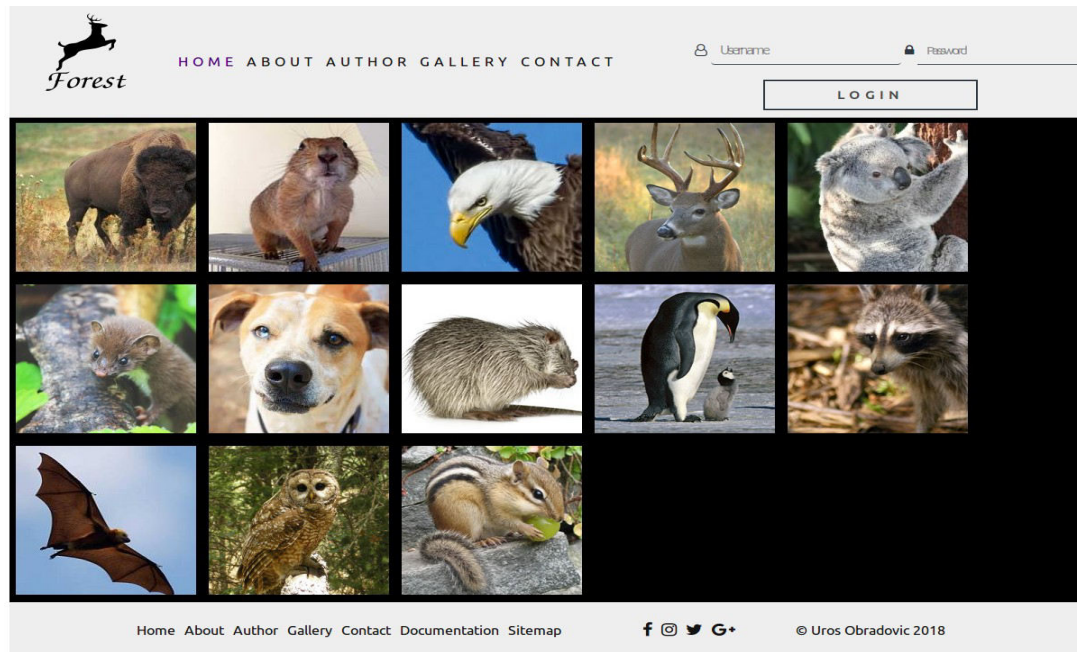 Forest
HOME ABOUT AUTHOR GALLERY CONTACT
Username
Password
LOGIN
Home About Author Gallery Contact Documentation Sitemap
© Uros Obradovic 2018